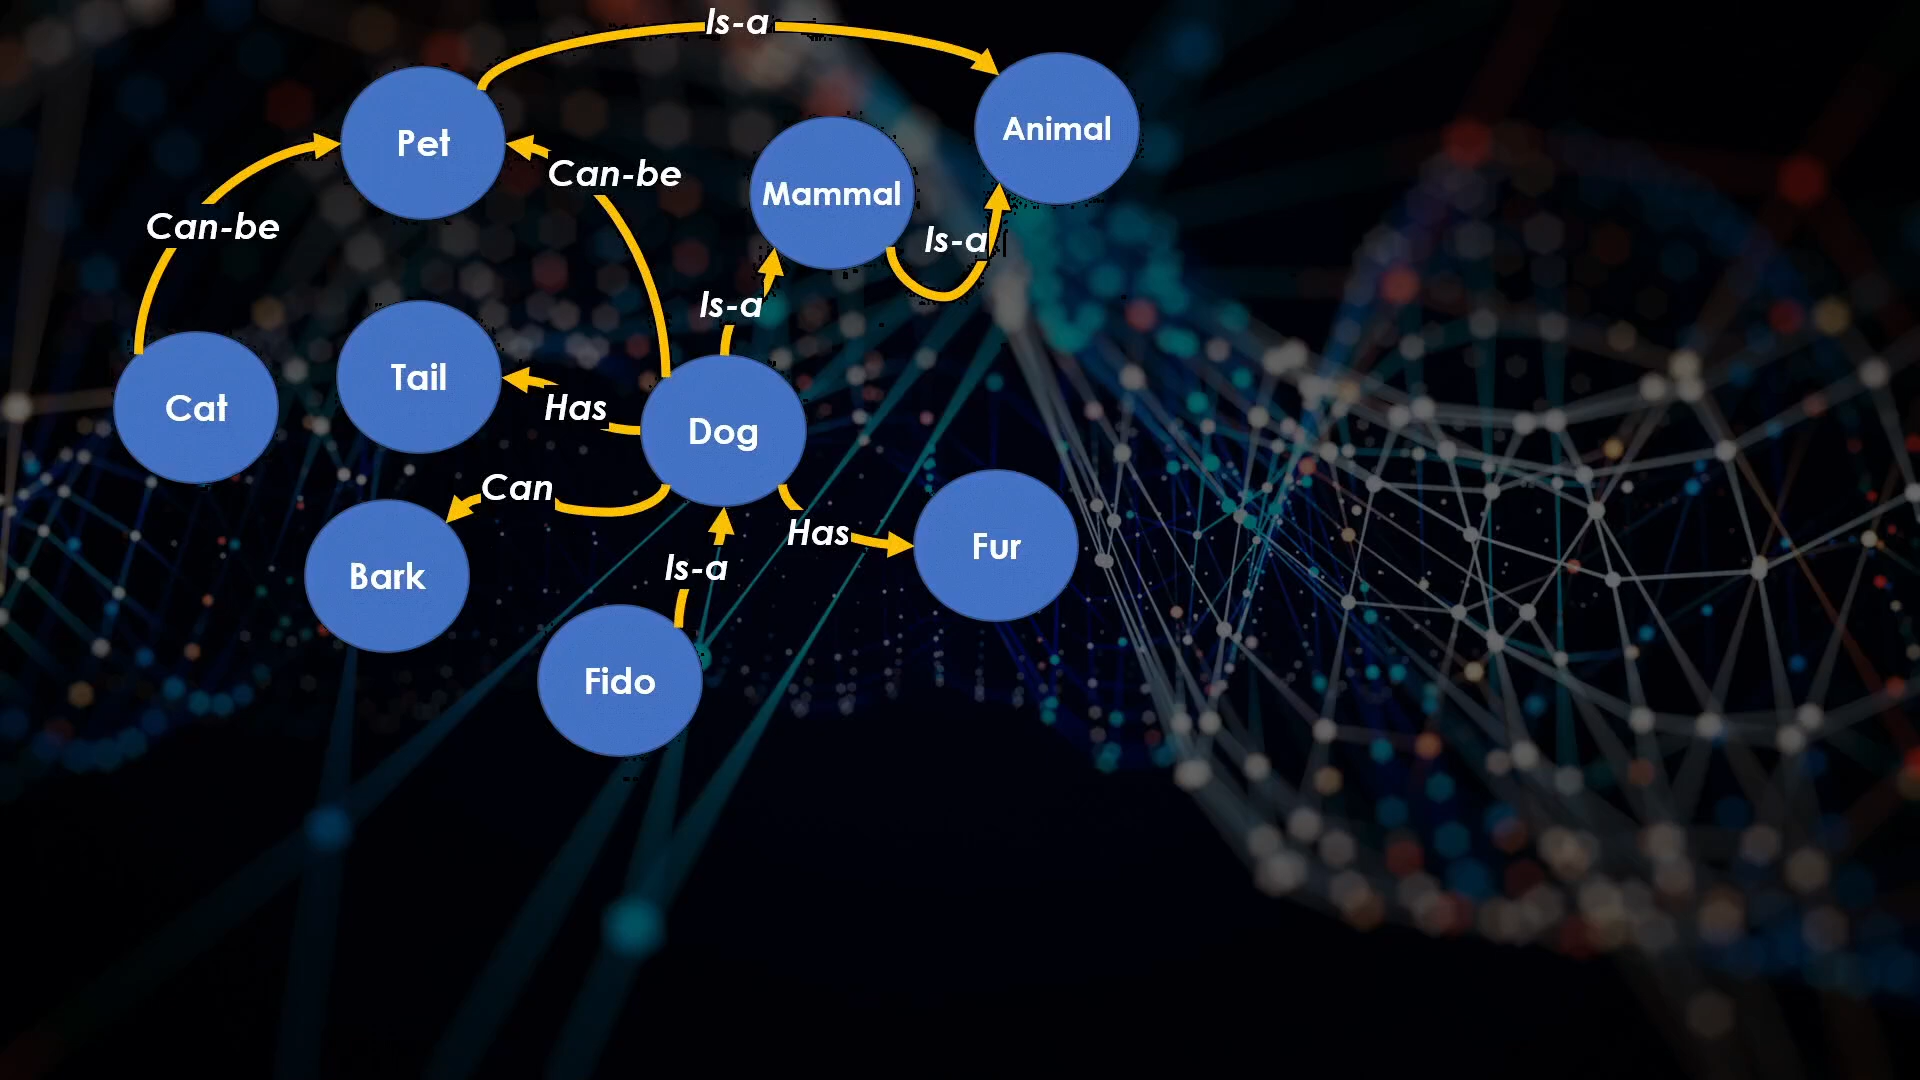 Is-a
Animal
Pet
Can-be
Mammal
Can-be
Is-a
Is-a
Tail
Cat
Has
Dog
Can
Has
Fur
Bark
Is-a
Fido